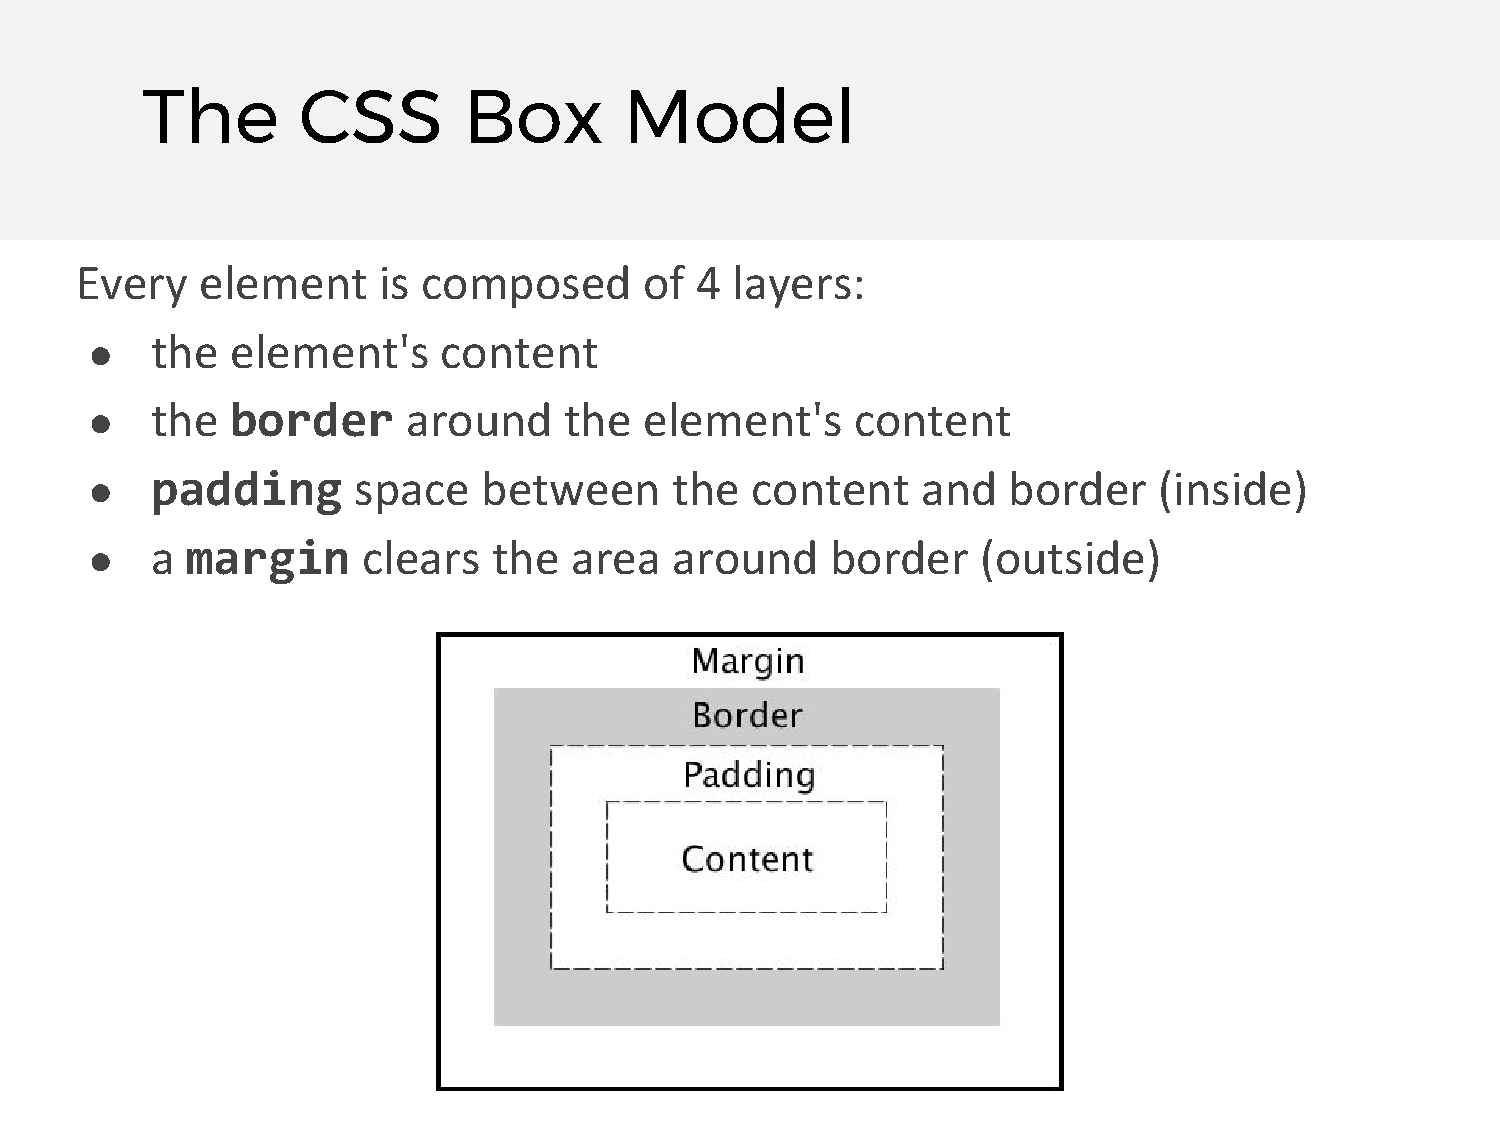 The CSS Box Model
Every element is composed of 4 layers:
● the element's content
● the border around the element's content
● padding space between the content and border (inside)
● a margin clears the area around border (outside)
Margin
Border
Padding
Content